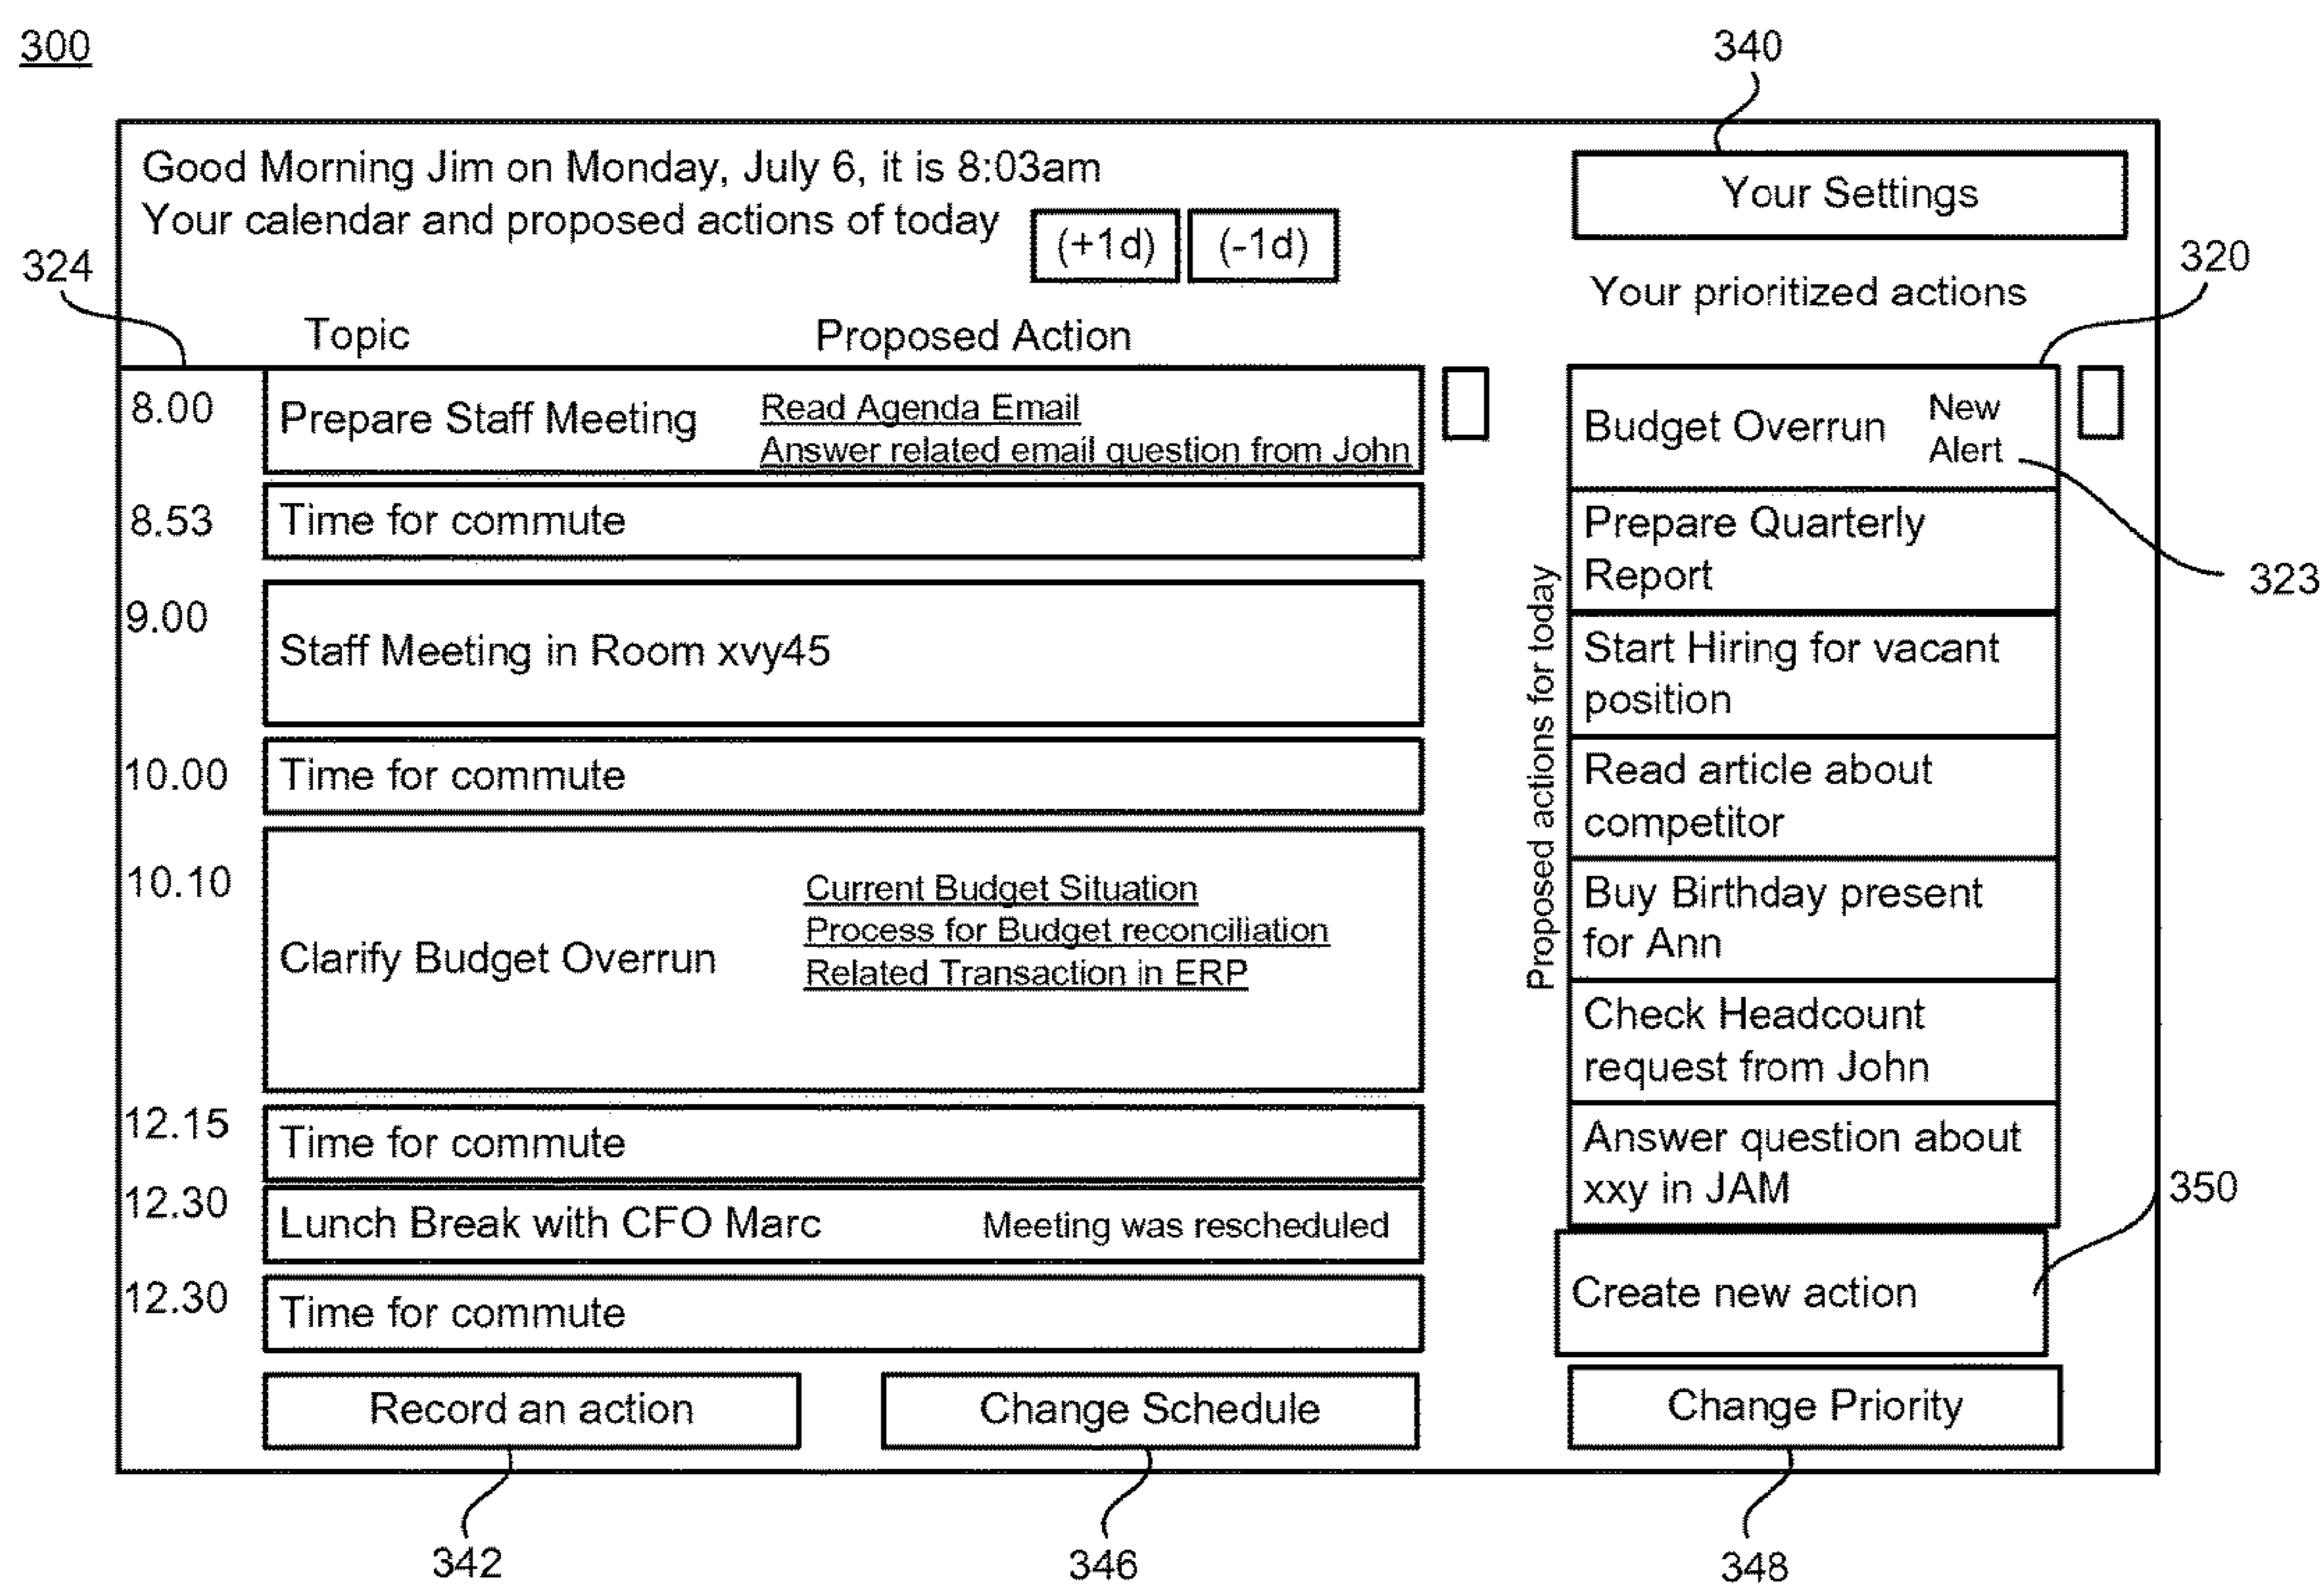 300
340
Good Morning Jim on Monday, July 6, it is 8:03am
Your calendar and proposed actions of today
(+1d)
(-1d)
Your Settings
324
320
Your prioritized actions
Topic
Proposed Action
8.00
Prepare Staff Meeting
Read Agenda Email
Answer related email question from John
8.53
Time for commute
9.00
Staff Meeting in Room xvy45
10.00
Time for commute
10.10
Clarify Budget Overrun
Current Budget Situation
Process for Budget reconciliation
Related Transaction in ERP
12.15
Time for commute
12.30
Lunch Break with CFO Marc
Meeting was rescheduled
12.30
Time for commute
Proposed actions for today
Budget Overrun
New
Alert
323
Prepare Quarterly
Report
Start Hiring for vacant
position
Read article about
competitor
Buy Birthday present
for Ann
Check Headcount
request from John
Answer question about
xxy in JAM
350
Create new action
Record an action
Change Schedule
Change Priority
342
346
348